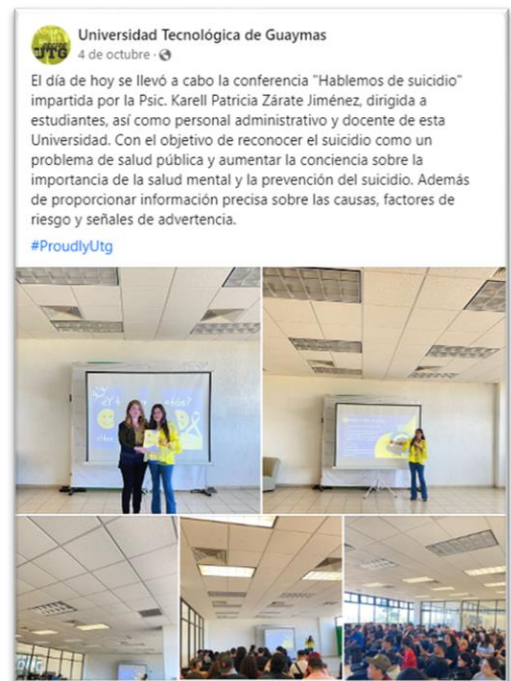 UTG
Universidad Tecnológica de Guaymas
4 de octubre ·
El día de hoy se llevó a cabo la conferencia "Hablemos de suicidio"
impartida por la Psic. Karell Patricia Zárate Jiménez, dirigida a
estudiantes, así como personal administrativo y docente de esta
Universidad. Con el objetivo de reconocer el suicidio como un
problema de salud pública y aumentar la conciencia sobre la
importancia de la salud mental y la prevención del suicidio. Además
de proporcionar información precisa sobre las causas, factores de
riesgo y señales de advertencia.
#ProudlyUtg